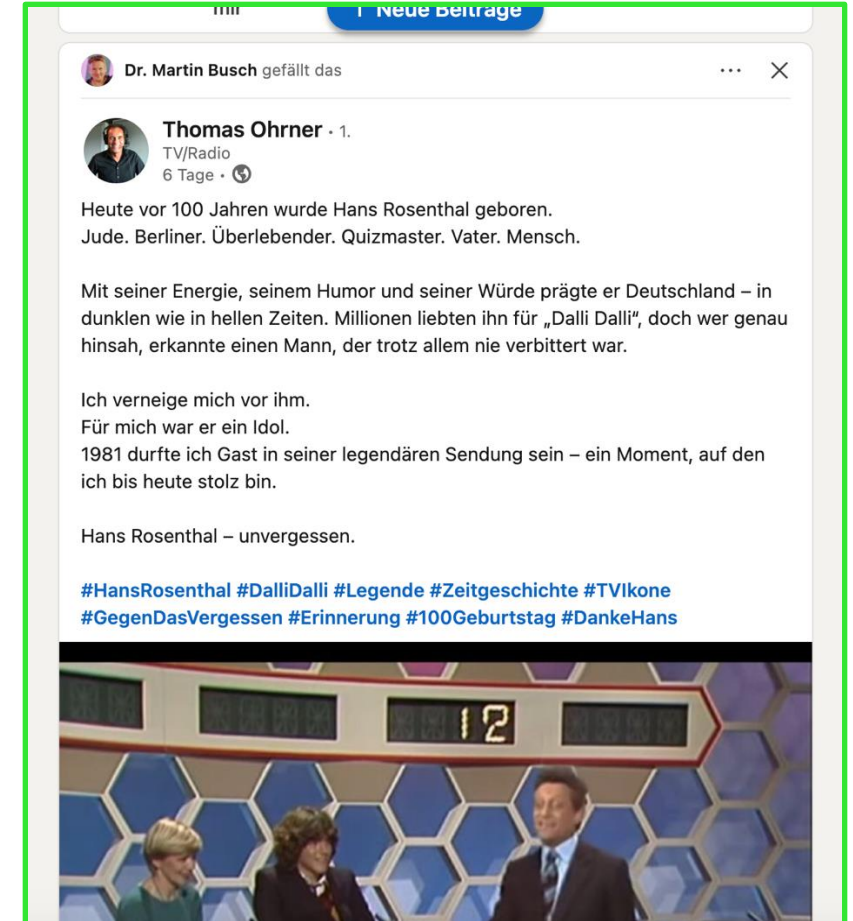 mir
↑ Neue Beiträge
Dr. Martin Busch gefällt das
Thomas Ohrner • 1.
TV/Radio
6 Tage •
Heute vor 100 Jahren wurde Hans Rosenthal geboren.
Jude. Berliner. Überlebender. Quizmaster. Vater. Mensch.
Mit seiner Energie, seinem Humor und seiner Würde prägte er Deutschland – in
dunklen wie in hellen Zeiten. Millionen liebten ihn für „Dalli Dalli“, doch wer genau
hinsah, erkannte einen Mann, der trotz allem nie verbittert war.
Ich verneige mich vor ihm.
Für mich war er ein Idol.
1981 durfte ich Gast in seiner legendären Sendung sein – ein Moment, auf den
ich bis heute stolz bin.
Hans Rosenthal – unvergessen.
#HansRosenthal #DalliDalli #Legende #Zeitgeschichte #TVIkone
#GegenDasVergessen #Erinnerung #100Geburtstag #DankeHans
12